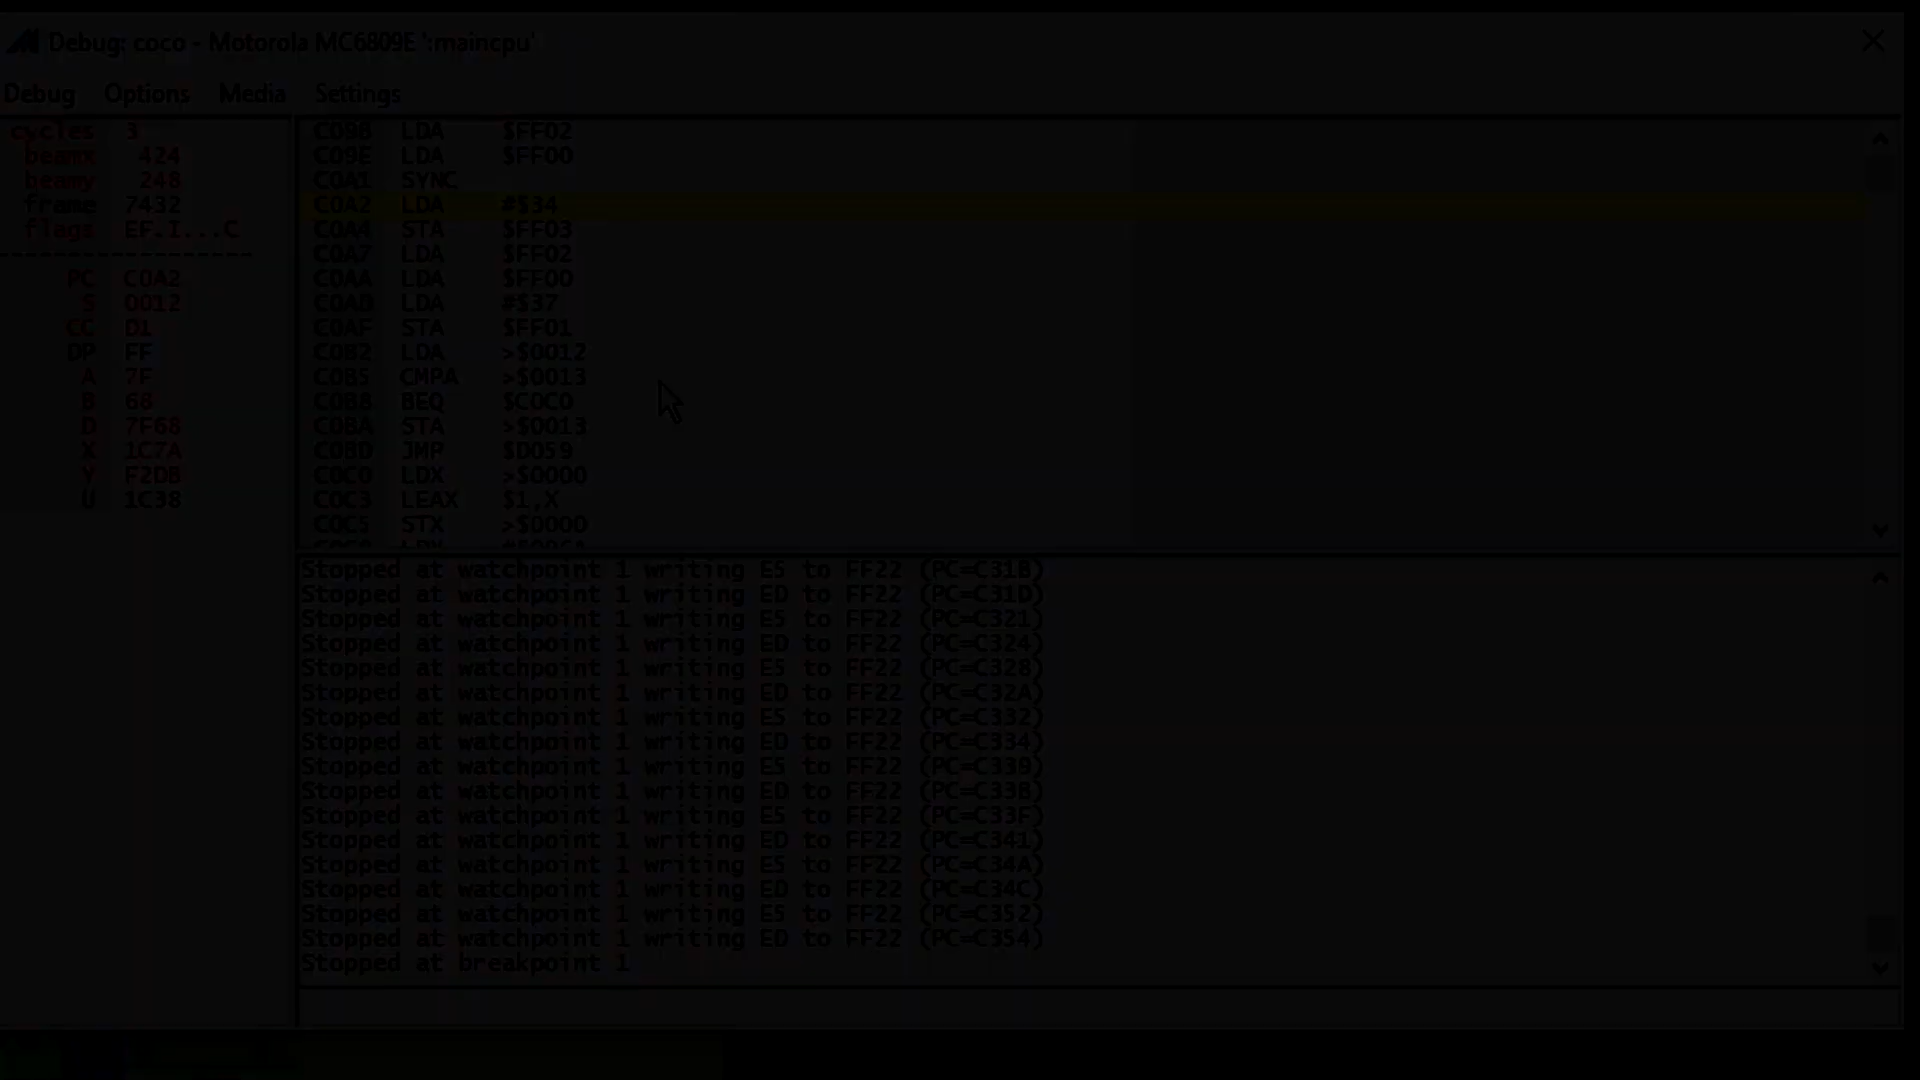 Debug: coco - Motorola MC6809E ':maincpu'
Debug Options Media Settings
cycles 3
beamx 424
beamy 248
frame 7432
flags EF.I...C
------------------
PC C0A2
S 0012
CC D1
DP FF
A 7F
B 68
D 7F68
X 1C7A
Y F2DB
U 1C38
C09B LDA $FF02
C09E LDA $FF00
C0A1 SYNC
C0A2 LDA #$34
C0A4 STA $FF03
C0A7 LDA $FF02
C0AA LDA $FF00
C0AD LDA #$37
C0AF STA $FF01
C0B2 LDA >$0012
C0B5 CMPA >$0013
C0B8 BEQ $C0C0
C0BA STA >$0013
C0BD JMP $D059
C0C0 LDX >$0000
C0C3 LEAX $1,X
C0C5 STX >$0000
Stopped at watchpoint 1 writing E5 to FF22 (PC=C31B)
Stopped at watchpoint 1 writing ED to FF22 (PC=C31D)
Stopped at watchpoint 1 writing E5 to FF22 (PC=C321)
Stopped at watchpoint 1 writing ED to FF22 (PC=C324)
Stopped at watchpoint 1 writing E5 to FF22 (PC=C328)
Stopped at watchpoint 1 writing ED to FF22 (PC=C32A)
Stopped at watchpoint 1 writing E5 to FF22 (PC=C332)
Stopped at watchpoint 1 writing ED to FF22 (PC=C334)
Stopped at watchpoint 1 writing E5 to FF22 (PC=C339)
Stopped at watchpoint 1 writing ED to FF22 (PC=C33B)
Stopped at watchpoint 1 writing E5 to FF22 (PC=C33F)
Stopped at watchpoint 1 writing ED to FF22 (PC=C341)
Stopped at watchpoint 1 writing E5 to FF22 (PC=C34A)
Stopped at watchpoint 1 writing ED to FF22 (PC=C34C)
Stopped at watchpoint 1 writing E5 to FF22 (PC=C352)
Stopped at watchpoint 1 writing ED to FF22 (PC=C354)
Stopped at breakpoint 1